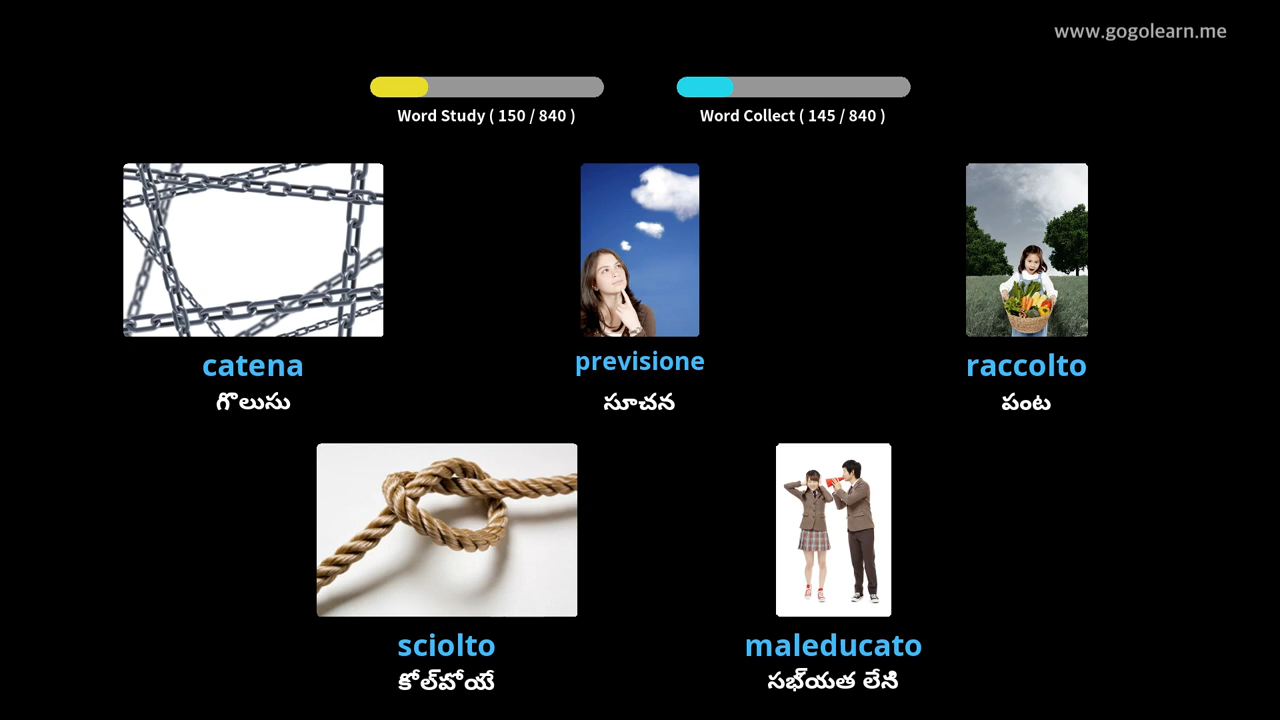 www.gogolearn.me
Word Study ( 150 / 840 )
Word Collect ( 145 / 840 )
catena
గొలుసు
previsione
సూచన
raccolto
పంట
sciolto
కోల్పోయే
maleducato
సభ్యత లేని